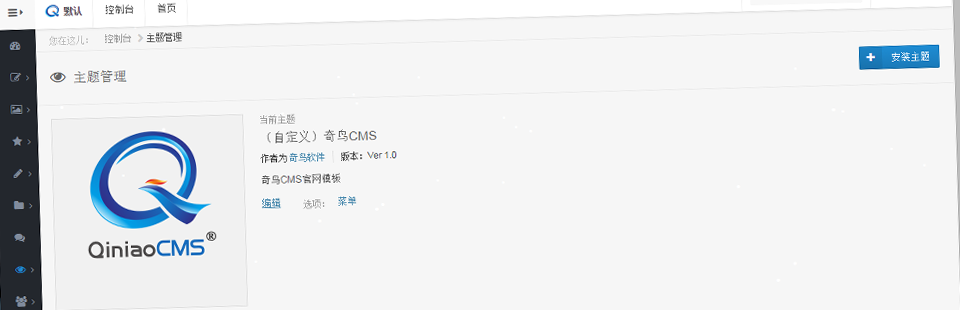 默认 控制台 首页
您在这儿： 控制台 > 主题管理
主题管理
安装主题
当前主题
（自定义）奇鸟CMS
作者为 奇鸟软件 版本：Ver 1.0
奇鸟CMS官网模板
编辑 选项： 菜单
QiniaoCMS®